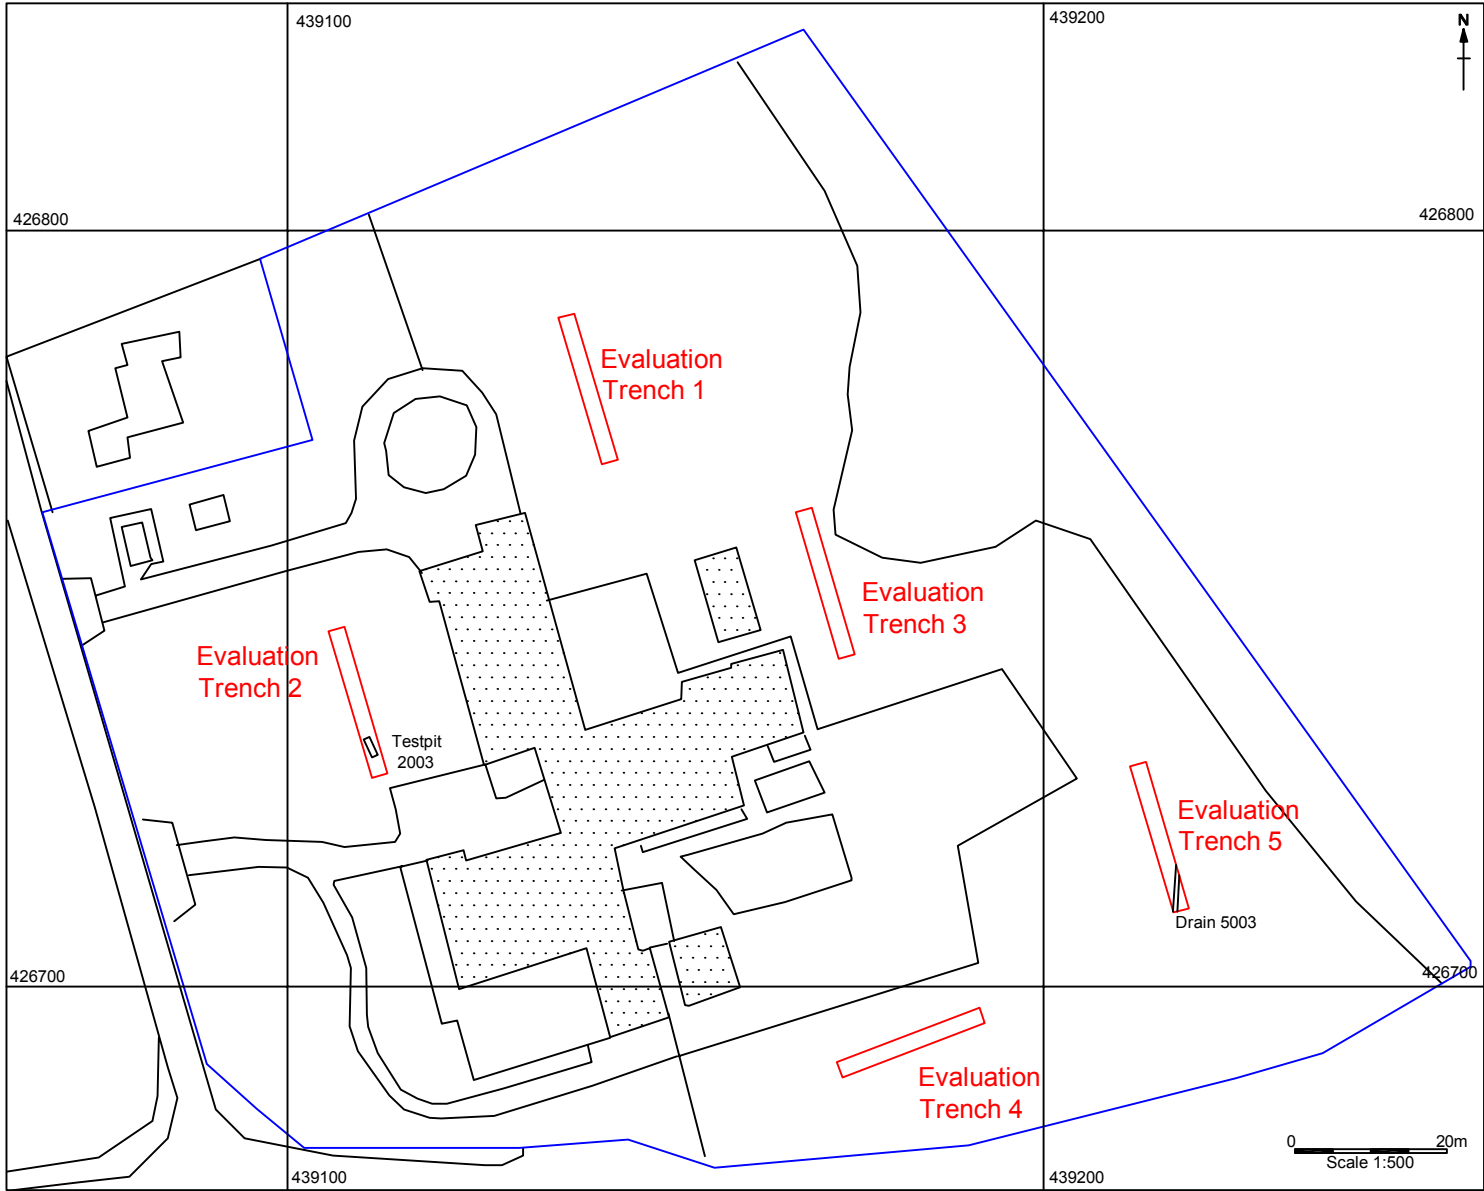 439100
439200
N
426800
426800
Evaluation
Trench 1
Evaluation
Trench 3
Evaluation
Trench 2
Testpit
2003
Evaluation
Trench 5
Drain 5003
426700
426700
Evaluation
Trench 4
0 20m
Scale 1:500
439100
439200